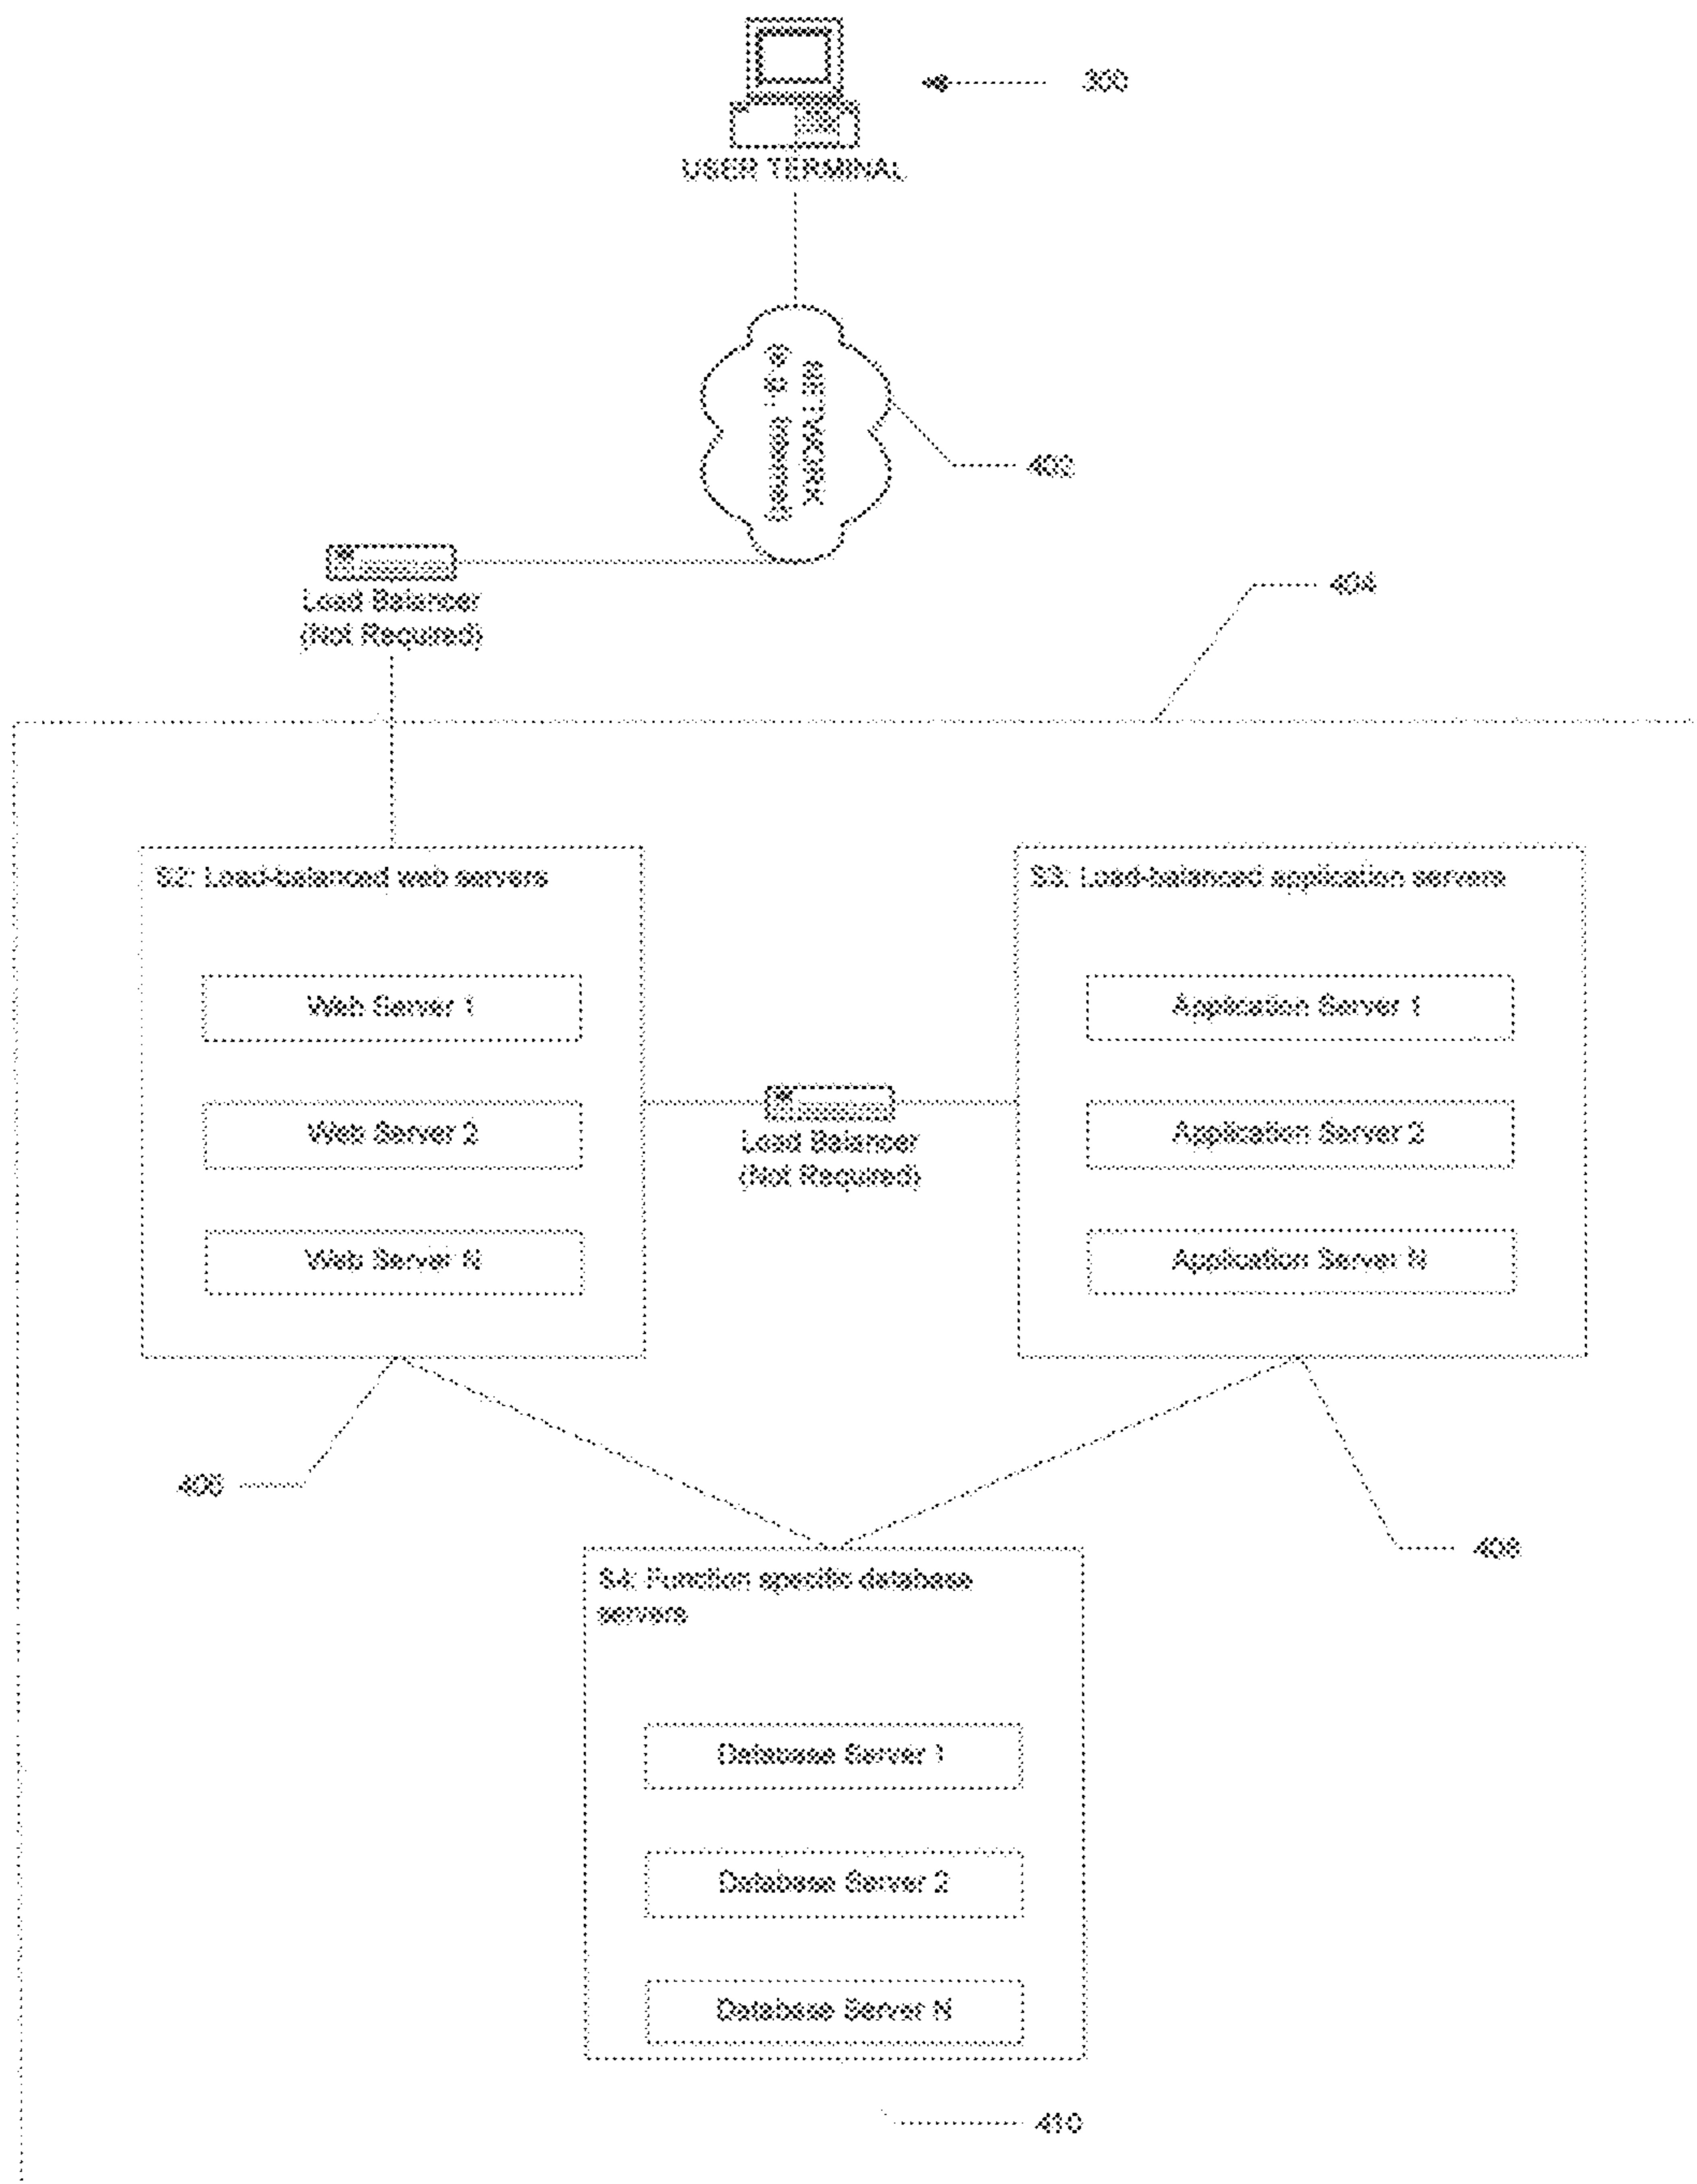 300
USER TERMINAL
402
Load Balancer
(Not Required)
404
S2: Load-balanced web servers
S3: Load-balanced application servers
Web Server 1
Application Server 1
Web Server 2
Load Balancer
(Not Required)
Application Server 2
Web Server N
Application Server N
408
S4: Function specific database
servers
Database Server 1
Database Server 2
Database Server N
410